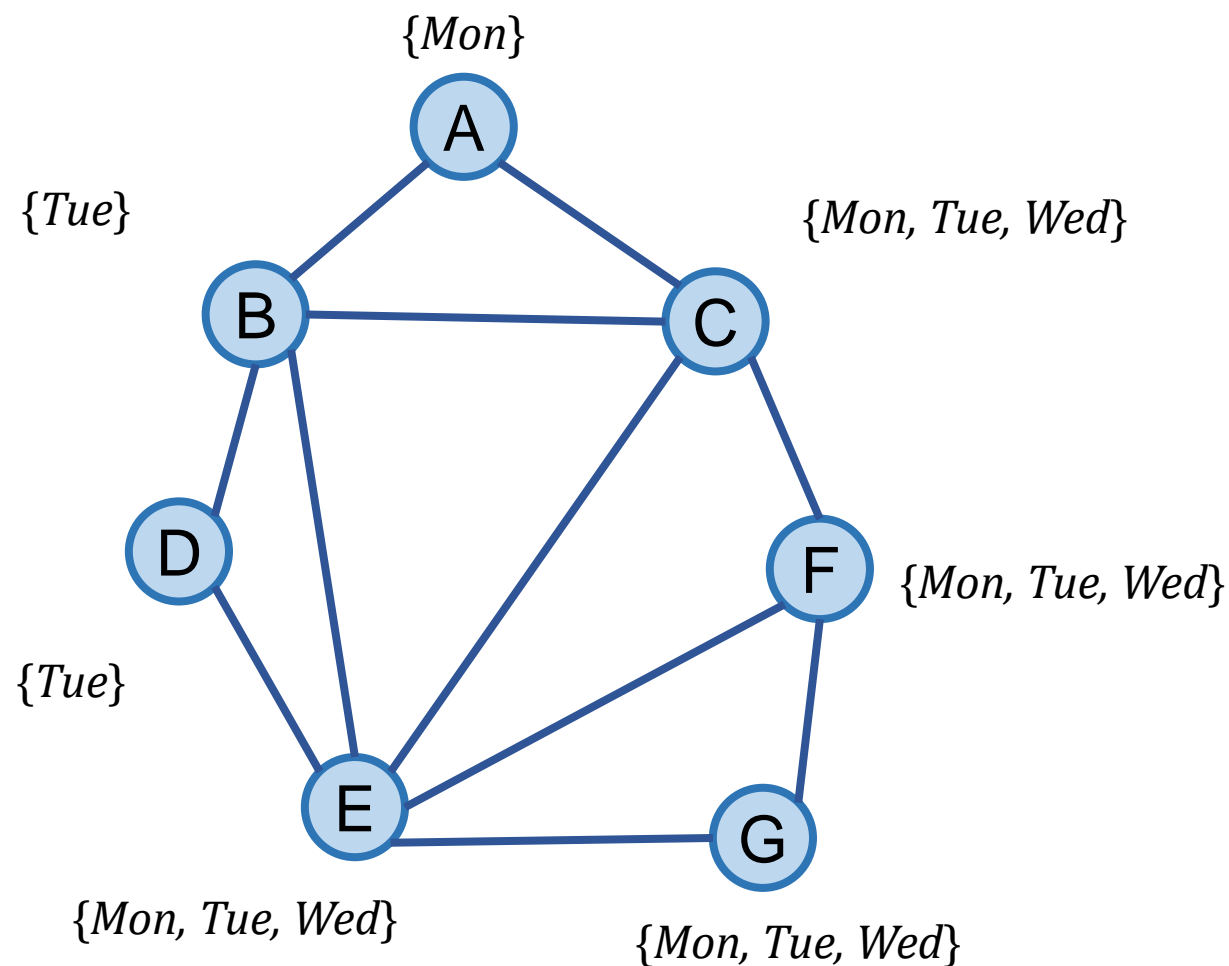 {Mon}
A
{Tue}
{Mon, Tue, Wed}
B
C
D
F
{Mon, Tue, Wed}
{Tue}
E
G
{Mon, Tue, Wed}
{Mon, Tue, Wed}